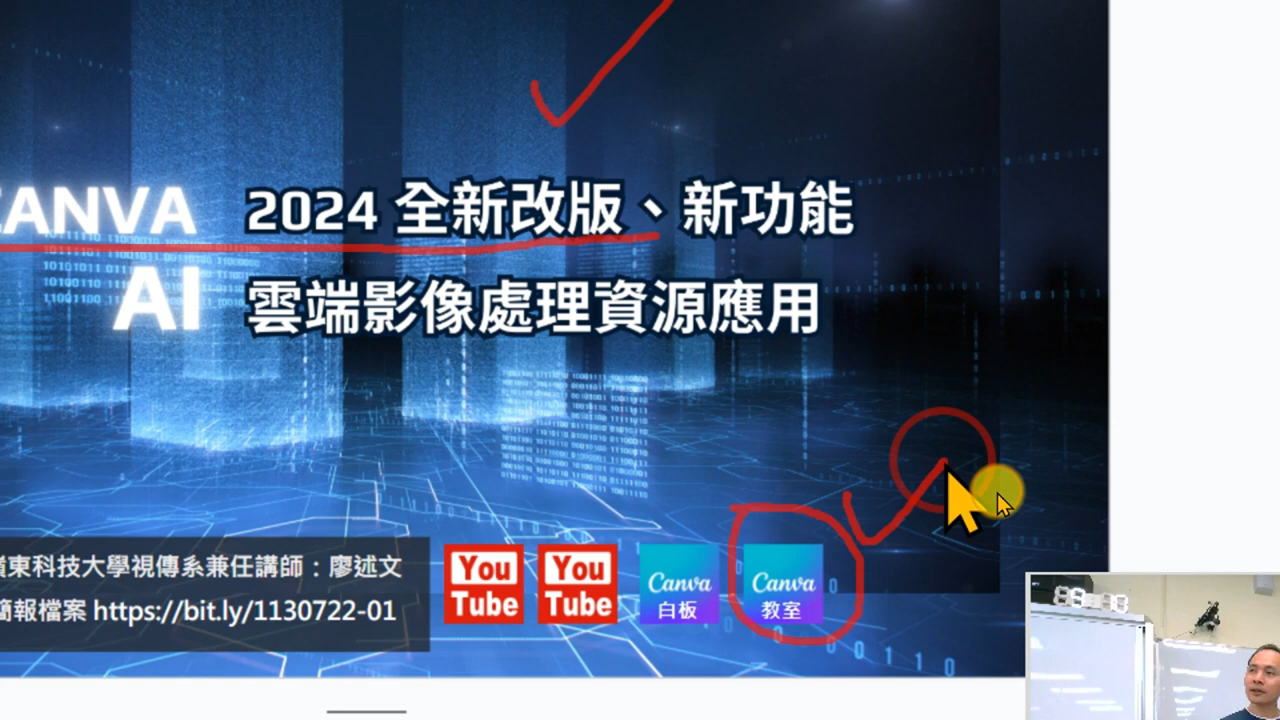 CANVA 2024 全新改版、新功能
AI 雲端影像處理資源應用
東科技大學視傳系兼任講師：廖述文
簡報檔案 https://bit.ly/1130722-01
You
Tube
You
Tube
Canva
白板
Canva
教室